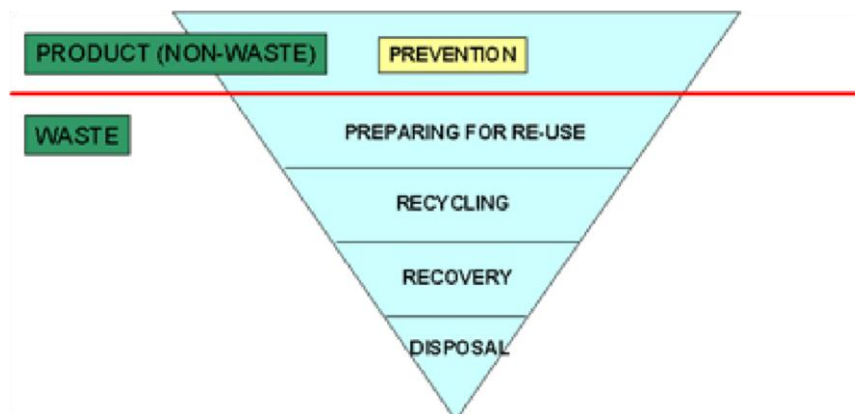 PRODUCT (NON-WASTE)
PREVENTION
WASTE
PREPARING FOR RE-USE
RECYCLING
RECOVERY
DISPOSAL